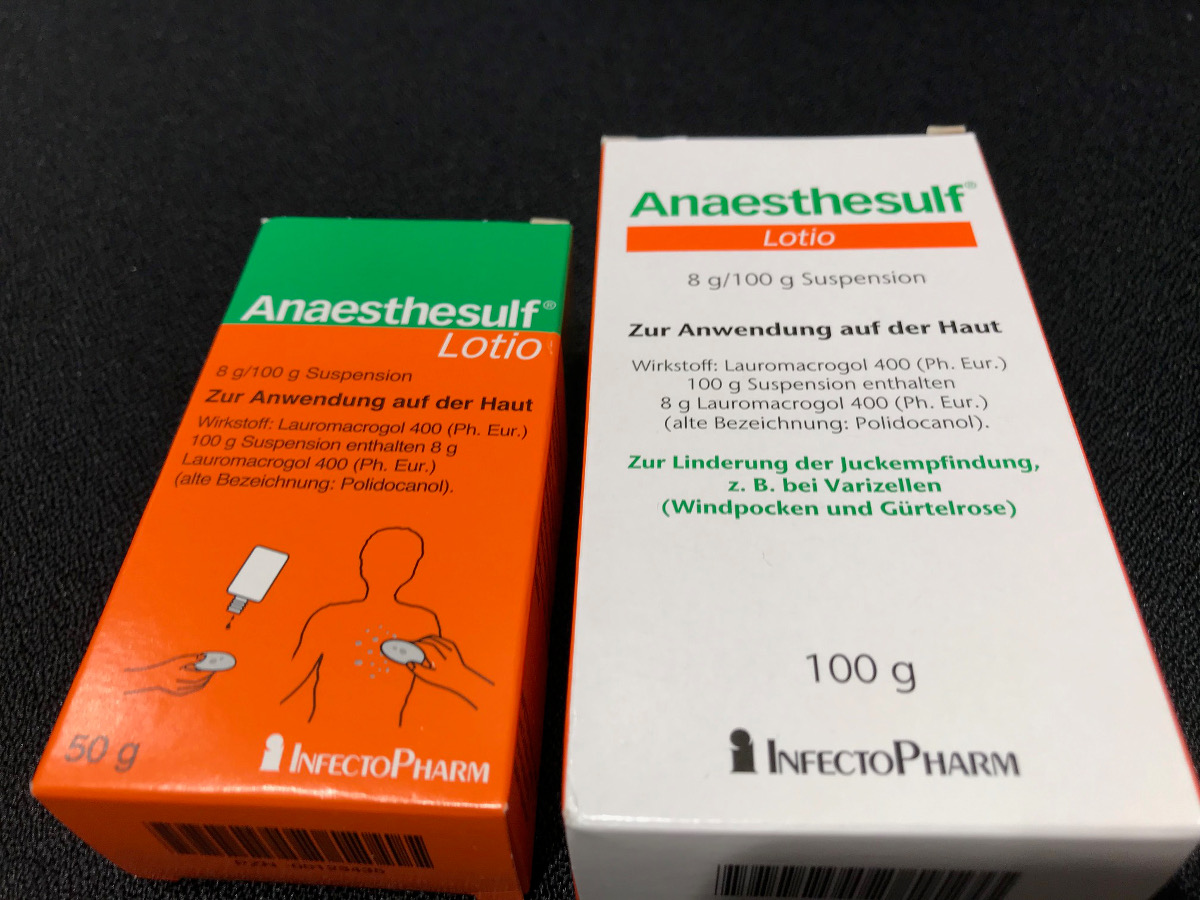 Anaesthesulf®
Lotio
8 g/100 g Suspension
Zur Anwendung auf der Haut
Wirkstoff: Lauromacrogol 400 (Ph. Eur.)
100 g Suspension enthalten 8 g
Lauromacrogol 400 (Ph. Eur.)
(alte Bezeichnung: Polidocanol).
50 g
INFECTOPHARM
Anaesthesulf®
Lotio
8 g/100 g Suspension
Zur Anwendung auf der Haut
Wirkstoff: Lauromacrogol 400 (Ph. Eur.)
100 g Suspension enthalten
8 g Lauromacrogol 400 (Ph. Eur.)
(alte Bezeichnung: Polidocanol).
Zur Linderung der Juckempfindung,
z. B. bei Varizellen
(Windpocken und Gürtelrose)
100 g
INFECTOPHARM